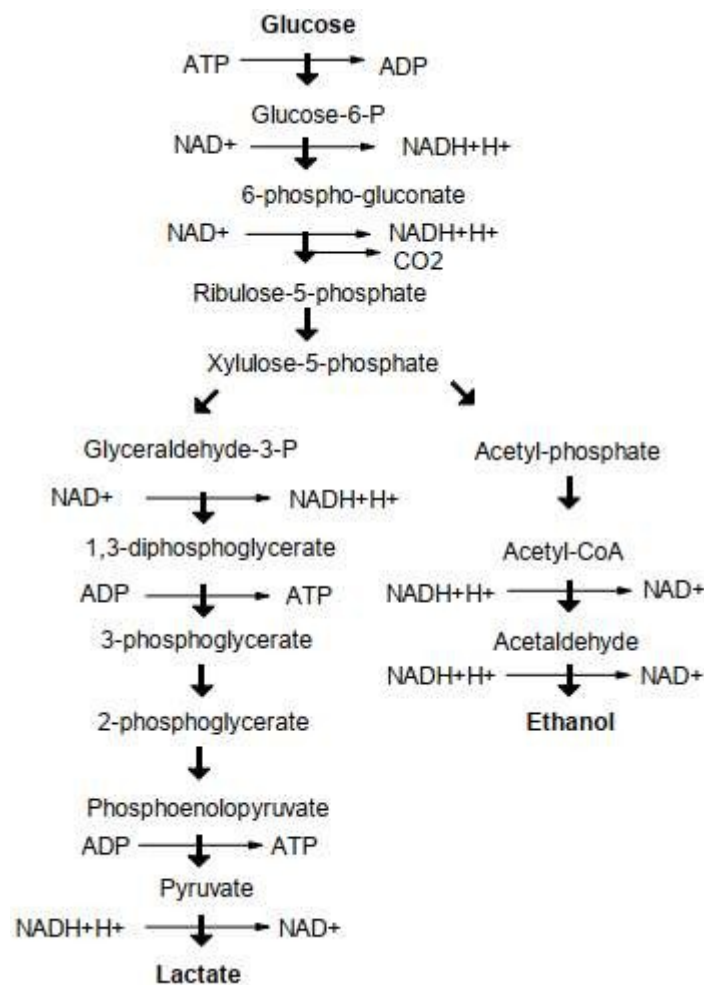 Glucose
ATP ADP
Glucose-6-P
NAD+ NADH+H+
6-phospho-gluconate
NAD+ NADH+H+
CO2
Ribulose-5-phosphate
Xylulose-5-phosphate
Glyceraldehyde-3-P Acetyl-phosphate
NAD+ NADH+H+
1,3-diphosphoglycerate Acetyl-CoA
ADP ATP NADH+H+ NAD+
3-phosphoglycerate Acetaldehyde
NADH+H+ NAD+
2-phosphoglycerate Ethanol
Phosphoenolopyruvate
ADP ATP
Pyruvate
NADH+H+ NAD+
Lactate